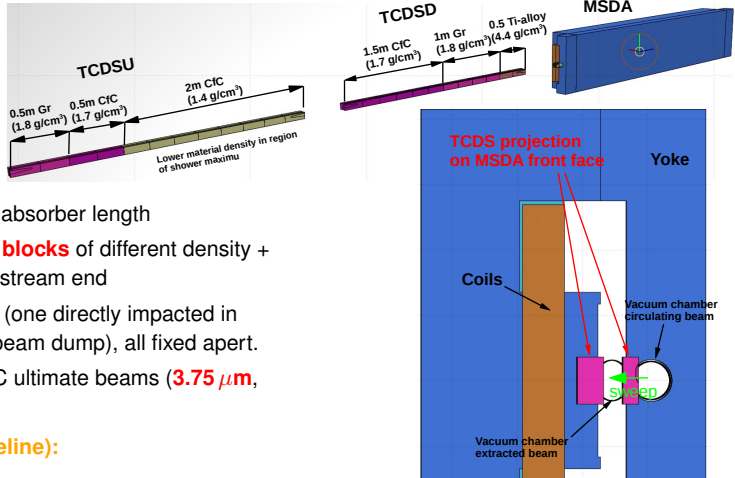 TCDSU
0.5m Gr
(1.8 g/cm³)
0.5m CfC
(1.7 g/cm³)
2m CfC
(1.4 g/cm³)
Lower material density in region
of shower maximu
TCDSD
1.5m CfC
(1.7 g/cm³)
1m Gr
(1.8 g/cm³)
0.5 Ti-alloy
(4.4 g/cm³)
MSDA
TCDS projection
on MSDA front face
Yoke
Coils
Vacuum chamber
circulating beam
sweep
Vacuum chamber
extracted beam
absorber length
blocks of different density +
stream end
(one directly impacted in
beam dump), all fixed apert.
C ultimate beams (3.75 μm,
eline):